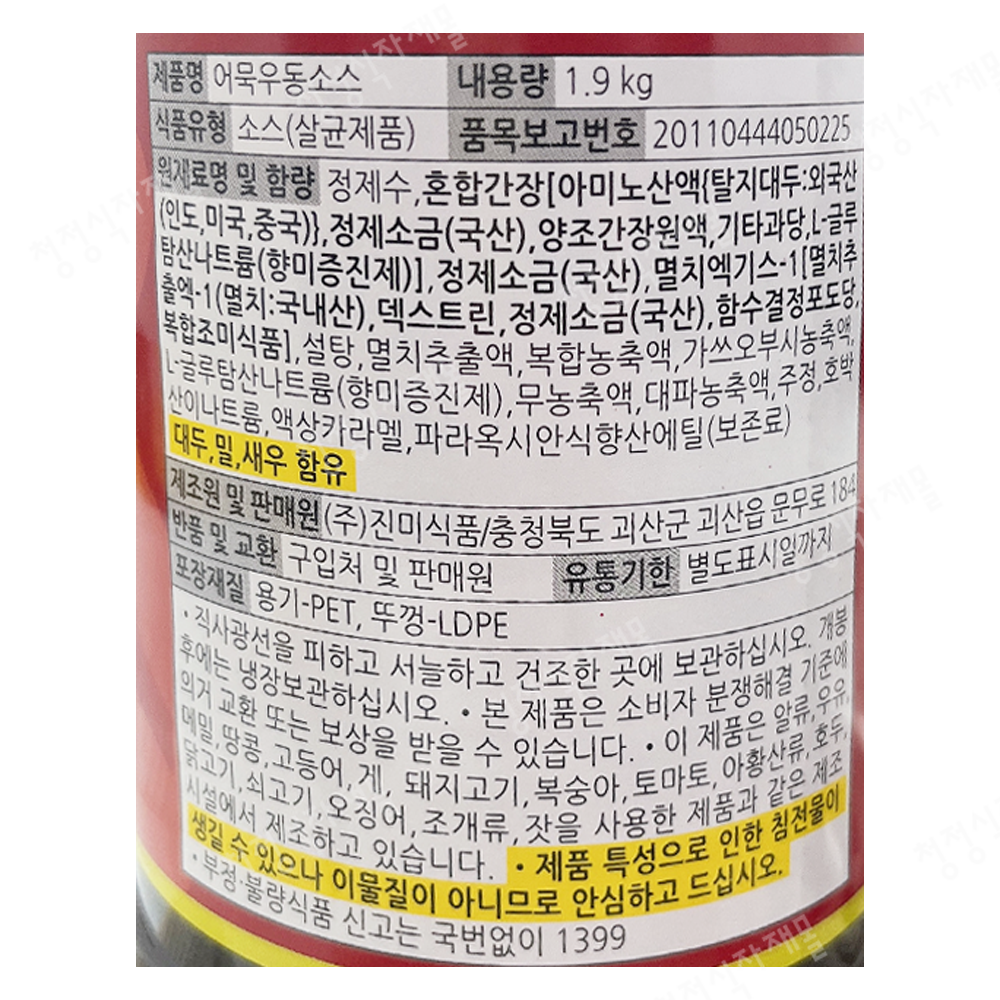 제품명 어묵우동소스 내용량 1.9 kg
식품유형 소스(살균제품) 품목보고번호 20110444050225
원재료명 및 함량 정제수,혼합간장[아미노산액{탈지대두:외국산
(인도,미국,중국)},정제소금(국산),양조간장원액,기타과당,L-글루
탐산나트륨(향미증진제)],정제소금(국산),멸치엑기스-1[멸치추
출엑-1(멸치:국내산),덱스트린,정제소금(국산),함수결정포도당,
복합조미식품],설탕,멸치추출액,복합농축액,가쓰오부시농축액,
L-글루탐산나트륨(향미증진제),무농축액,대파농축액,주정,호박
산이나트륨,액상카라멜,파라옥시안식향산에틸(보존료)
대두,밀,새우 함유
제조원 및 판매원 (주)진미식품/충청북도 괴산군 괴산읍 문무로 184
반품 및 교환 구입처 및 판매원 유통기한 별도표시일까지
포장재질 용기-PET, 뚜껑-LDPE
•직사광선을 피하고 서늘하고 건조한 곳에 보관하십시오. 개봉
후에는 냉장보관하십시오. •본 제품은 소비자 분쟁해결 기준에
의거 교환 또는 보상을 받을 수 있습니다. •이 제품은 알류,우유,
메밀,땅콩,고등어,게, 돼지고기,복숭아,토마토,아황산류,호두,
닭고기,쇠고기,오징어,조개류,잣을 사용한 제품과 같은 제조
시설에서 제조하고 있습니다. •제품 특성으로 인한 침전물이
생길 수 있으나 이물질이 아니므로 안심하고 드십시오.
•부정·불량식품 신고는 국번없이 1399
청정식자재몰